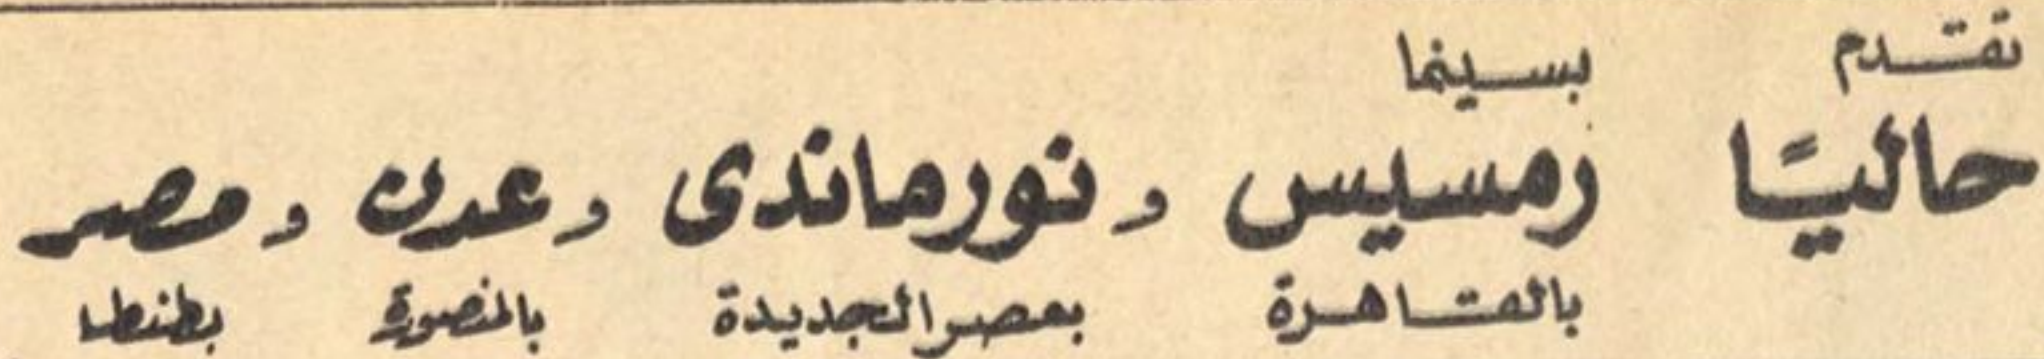 تقدم بسينما
حاليًا رمسيس و نورماندى و عدن و مصر
بالقاهرة بمصر الجديدة بالمنصورة بطنطا